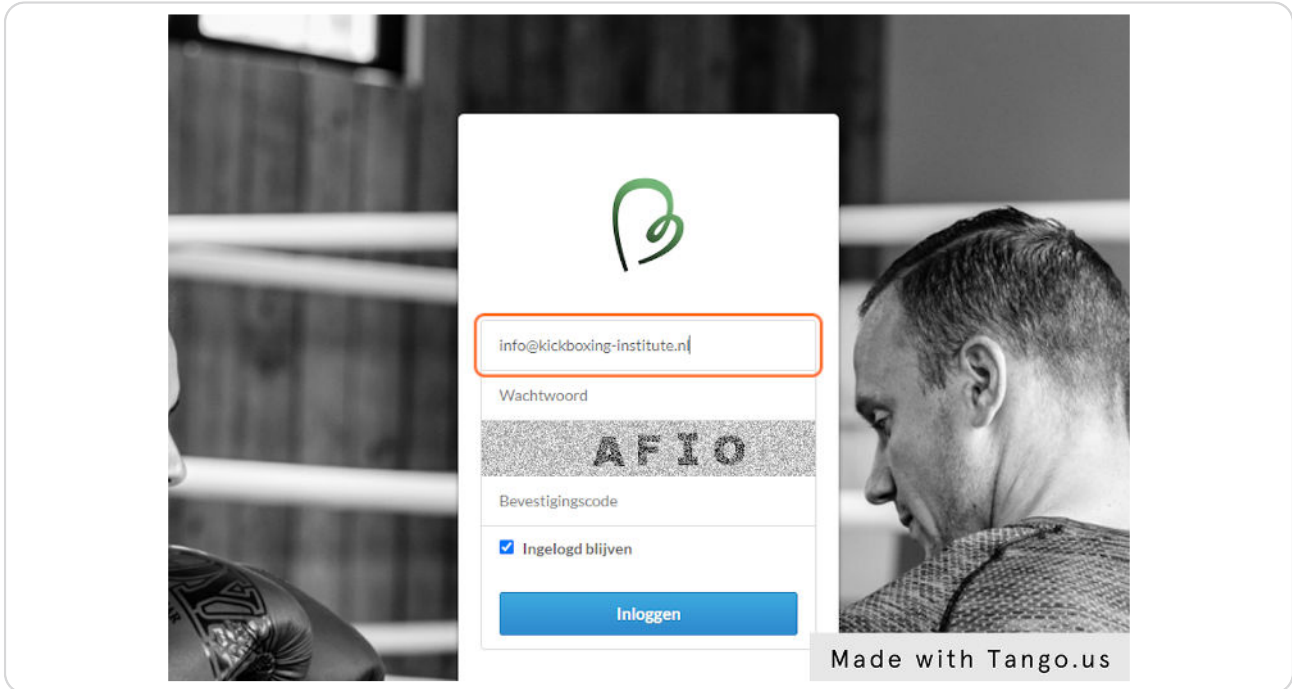 info@kickboxing-institute.nl
Wachtwoord
AFIO
Bevestigingscode
Ingelogd blijven
Inloggen
Made with Tango.us